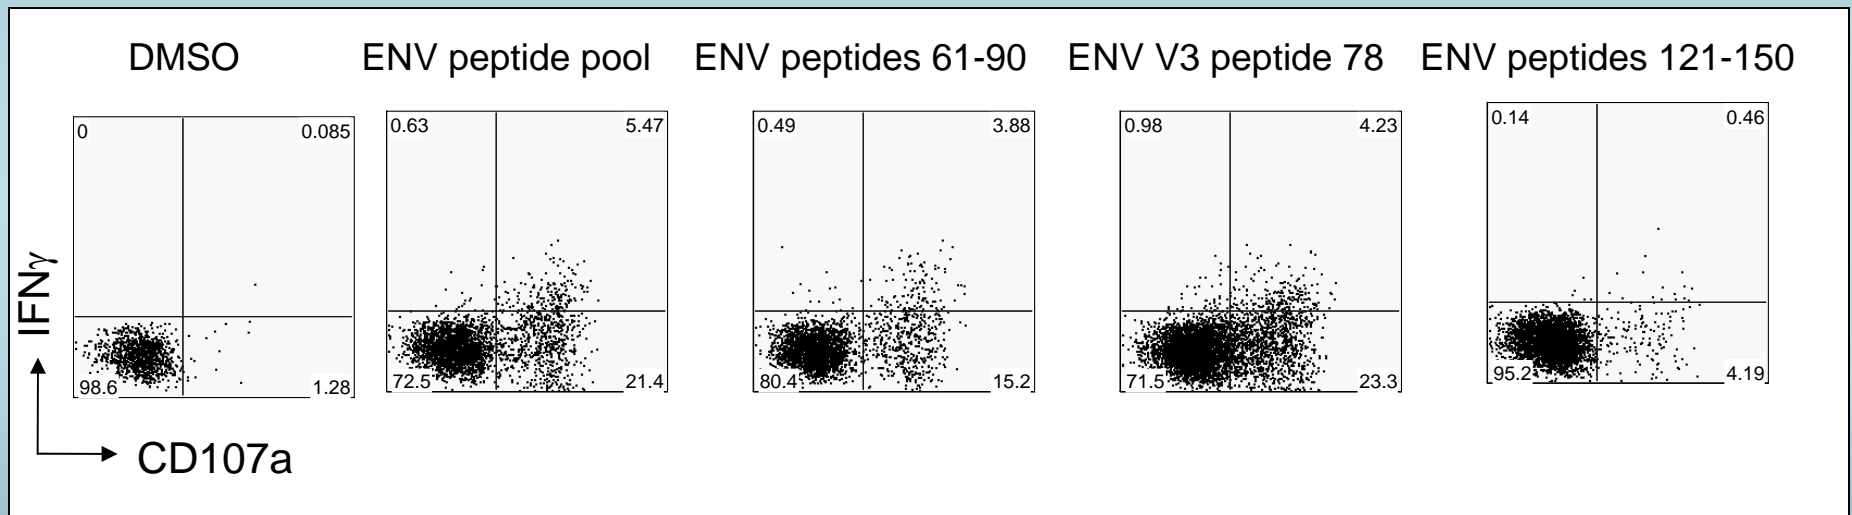 DMSO
ENV peptide pool
ENV peptides 61-90
ENV V3 peptide 78
ENV peptides 121-150
0 0.085
98.6 1.28
0.63 5.47
72.5 21.4
0.49 3.88
80.4 15.2
0.98 4.23
71.5 23.3
0.14 0.46
95.2 4.19
IFNγ
CD107a